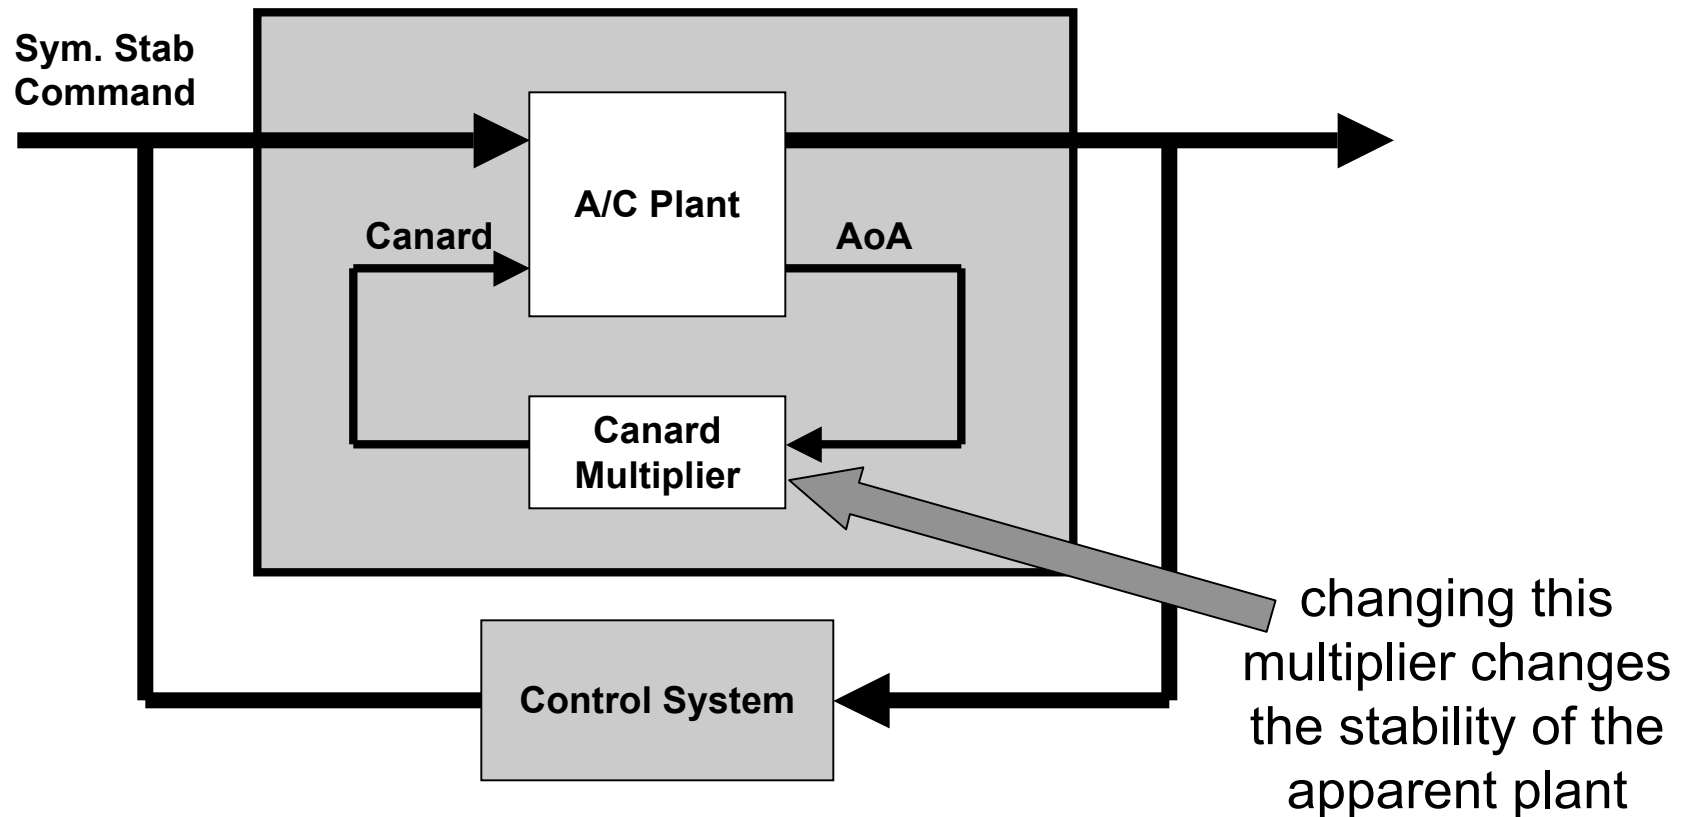 Sym. Stab
Command
A/C Plant
Canard
AoA
Canard
Multiplier
Control System
changing this
multiplier changes
the stability of the
apparent plant